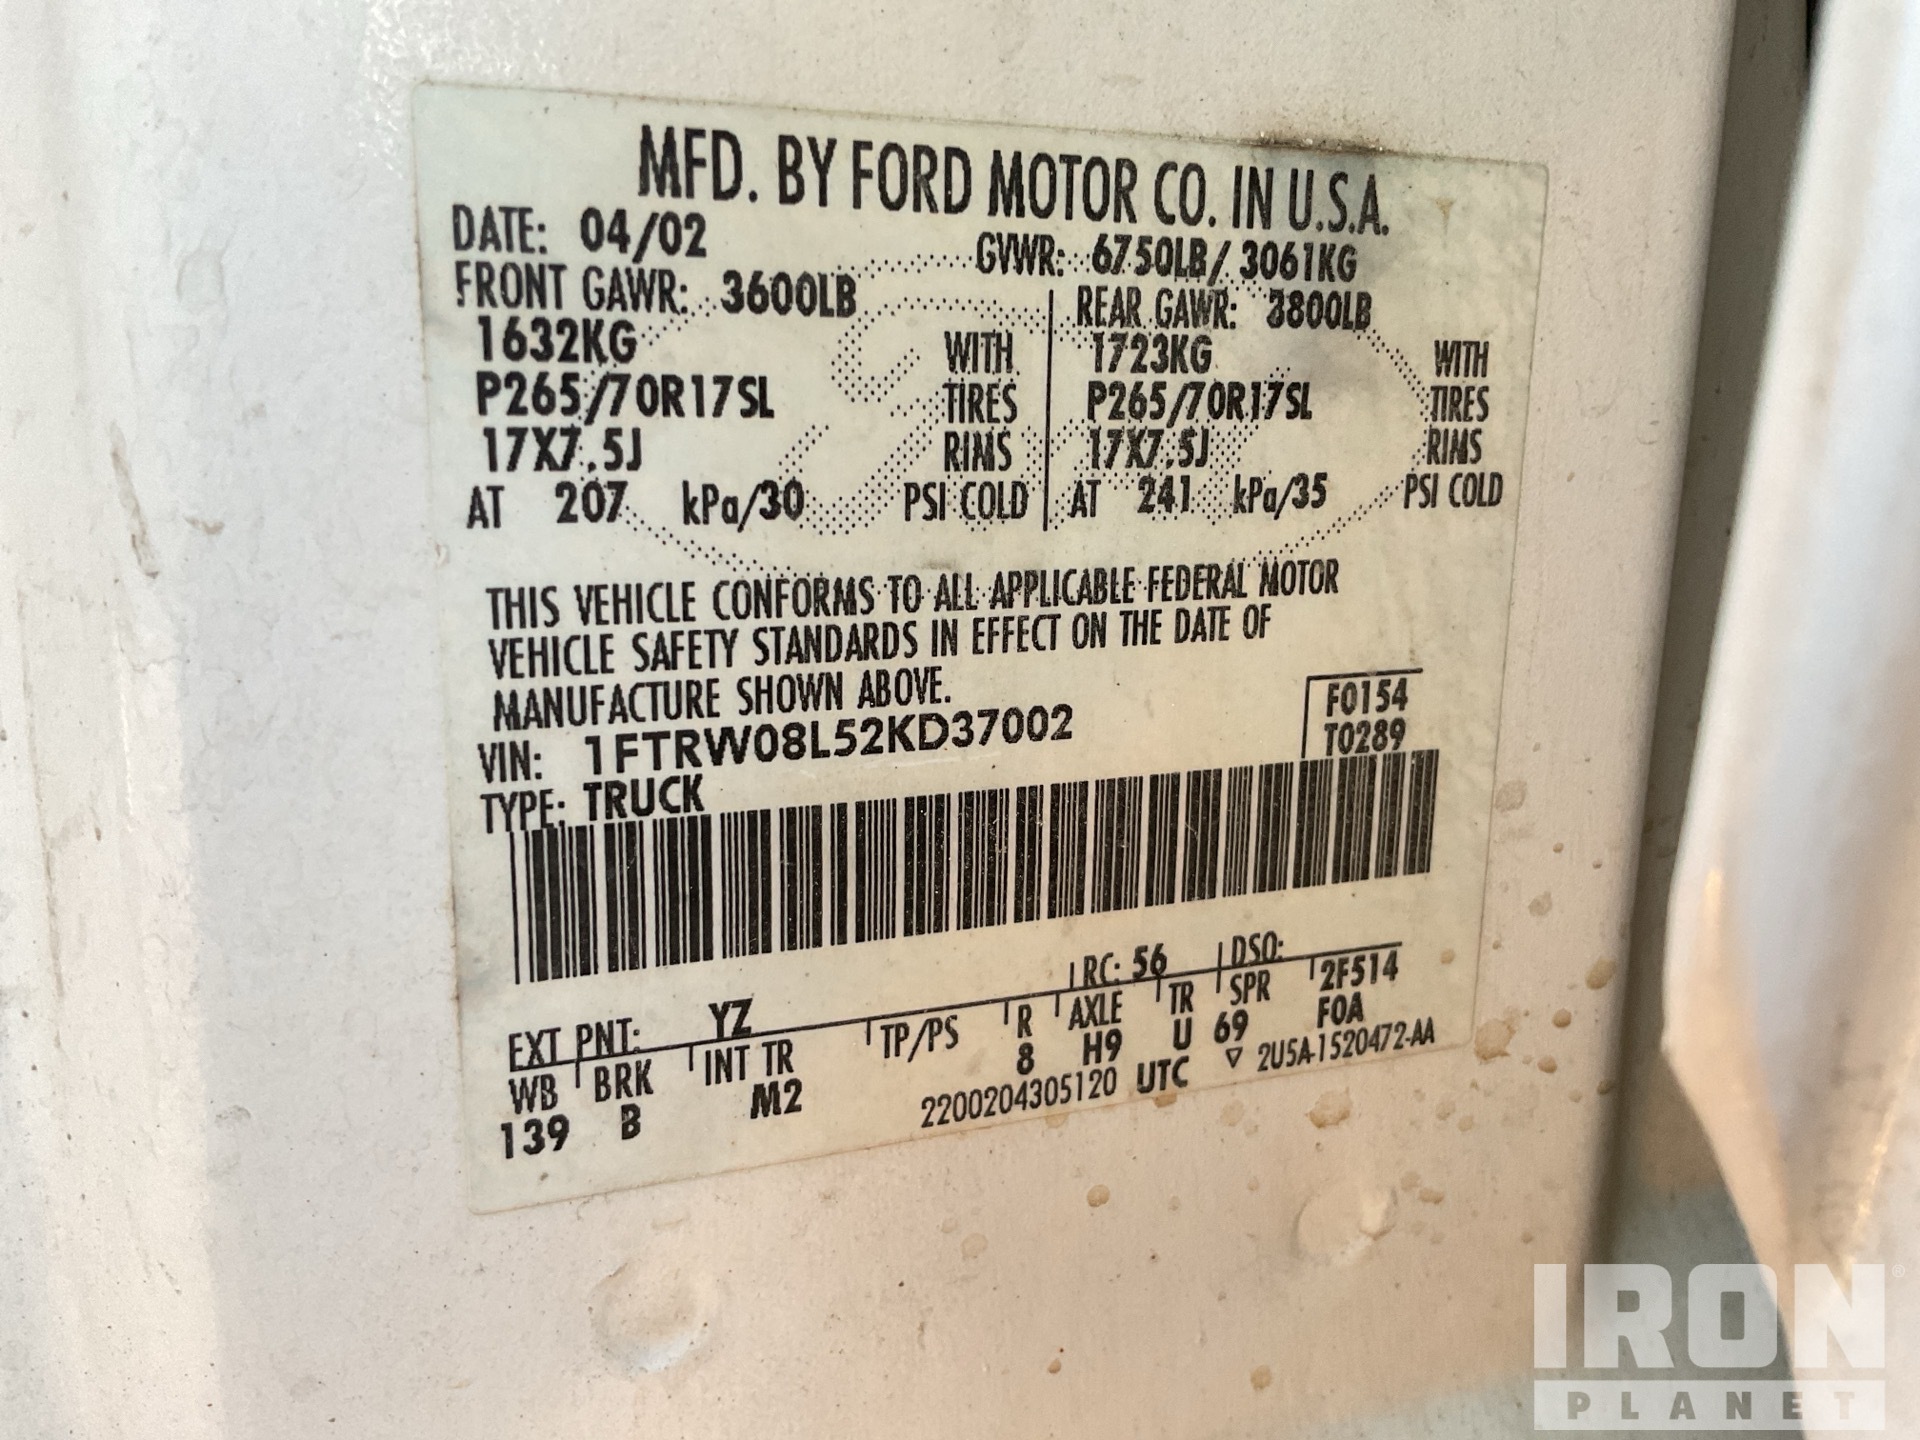 MFD. BY FORD MOTOR CO. IN U.S.A.
DATE: 04/02 GVWR: 6750LB/ 3061KG
FRONT GAWR: 3600LB REAR GAWR: 3800LB
1632KG WITH 1723KG WITH
P265/70R17SL TIRES P265/70R17SL TIRES
17X7.5J RIMS 17X7.5J RIMS
AT 207 kPa/30 PSI COLD AT 241 kPa/35 PSI COLD
THIS VEHICLE CONFORMS TO ALL APPLICABLE FEDERAL MOTOR
VEHICLE SAFETY STANDARDS IN EFFECT ON THE DATE OF
MANUFACTURE SHOWN ABOVE.
VIN: 1FTRW08L52KD37002
F0154
T0289
TYPE: TRUCK
EXT PNT: YZ RC: 56 DSO:
WB BRK INT TR TP/PS R AXLE TR SPR 2F514
139 B M2 8 H9 U 69 F0A
2200204305120 UTC ▽ 2U5A-1520472-AA
IRON ®
PLANET